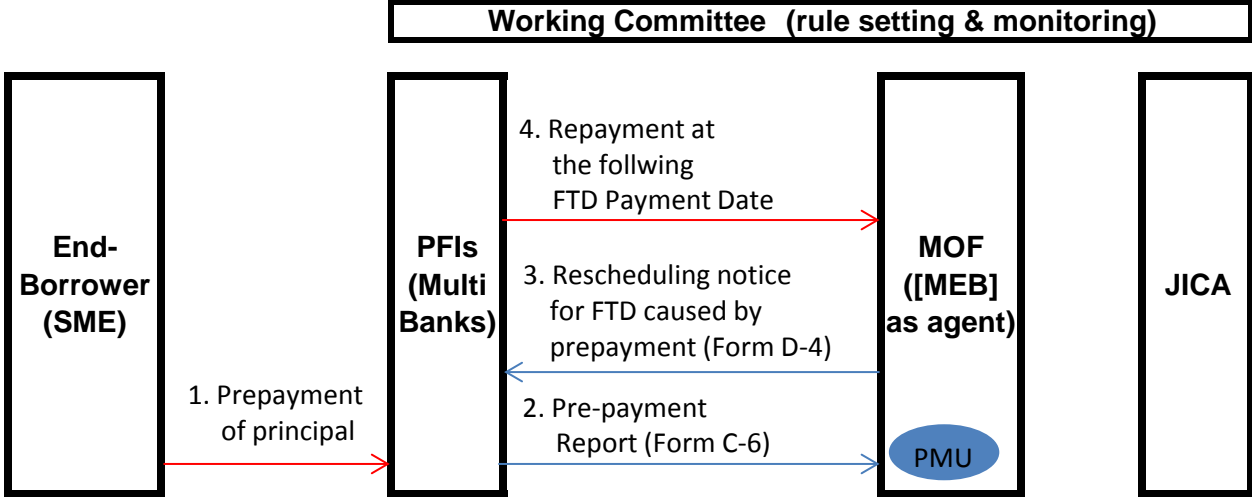 Working Committee (rule setting & monitoring)
End-
Borrower
(SME)
1. Prepayment
of principal
PFIs
(Multi
Banks)
4. Repayment at
the follwing
FTD Payment Date
3. Rescheduling notice
for FTD caused by
prepayment (Form D-4)
2. Pre-payment
Report (Form C-6)
MOF
([MEB]
as agent)
PMU
JICA